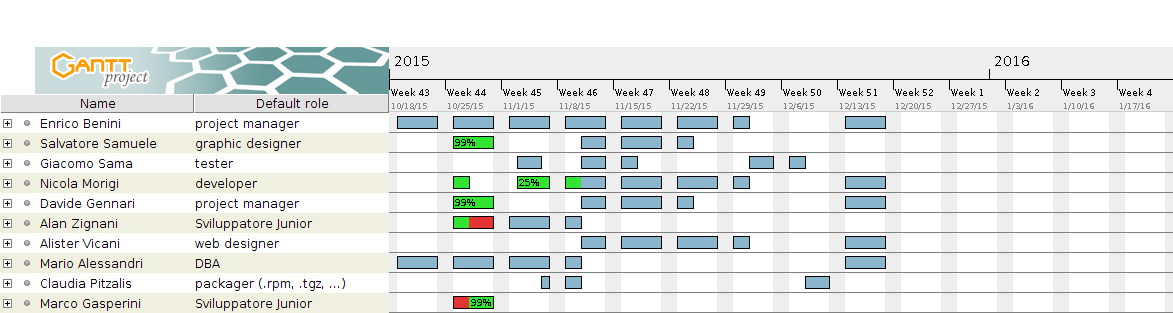 GANTT
project
2015 2016
Week 43 Week 44 Week 45 Week 46 Week 47 Week 48 Week 49 Week 50 Week 51 Week 52 Week 1 Week 2 Week 3 Week 4
10/18/15 10/25/15 11/1/15 11/8/15 11/15/15 11/22/15 11/29/15 12/6/15 12/13/15 12/20/15 12/27/15 1/3/16 1/10/16 1/17/16
Name Default role
Enrico Benini project manager
Salvatore Samuele graphic designer 99%
Giacomo Sama tester
Nicola Morigi developer 25%
Davide Gennari project manager 99%
Alan Zignani Sviluppatore Junior
Alister Vicani web designer
Mario Alessandri DBA
Claudia Pitzalis packager (.rpm, .tgz, ...)
Marco Gasperini Sviluppatore Junior 99%